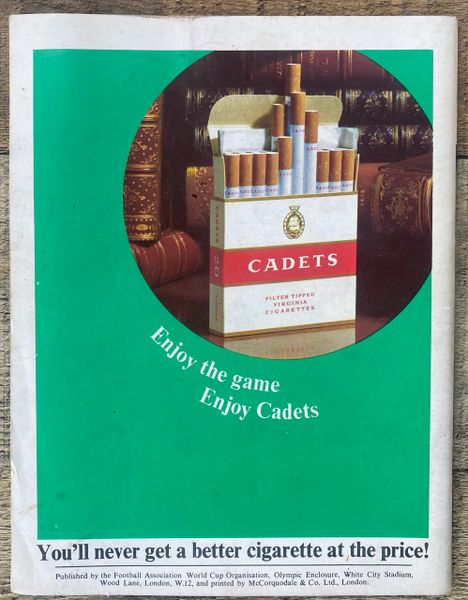 CADETS
20
CADETS
FILTER TIPPED
VIRGINIA
CIGARETTES
Enjoy the game
Enjoy Cadets
You'll never get a better cigarette at the price!
Published by the Football Association World Cup Organisation, Olympic Enclosure, White City Stadium,
Wood Lane, London, W.12, and printed by McCorquodale & Co. Ltd., London.